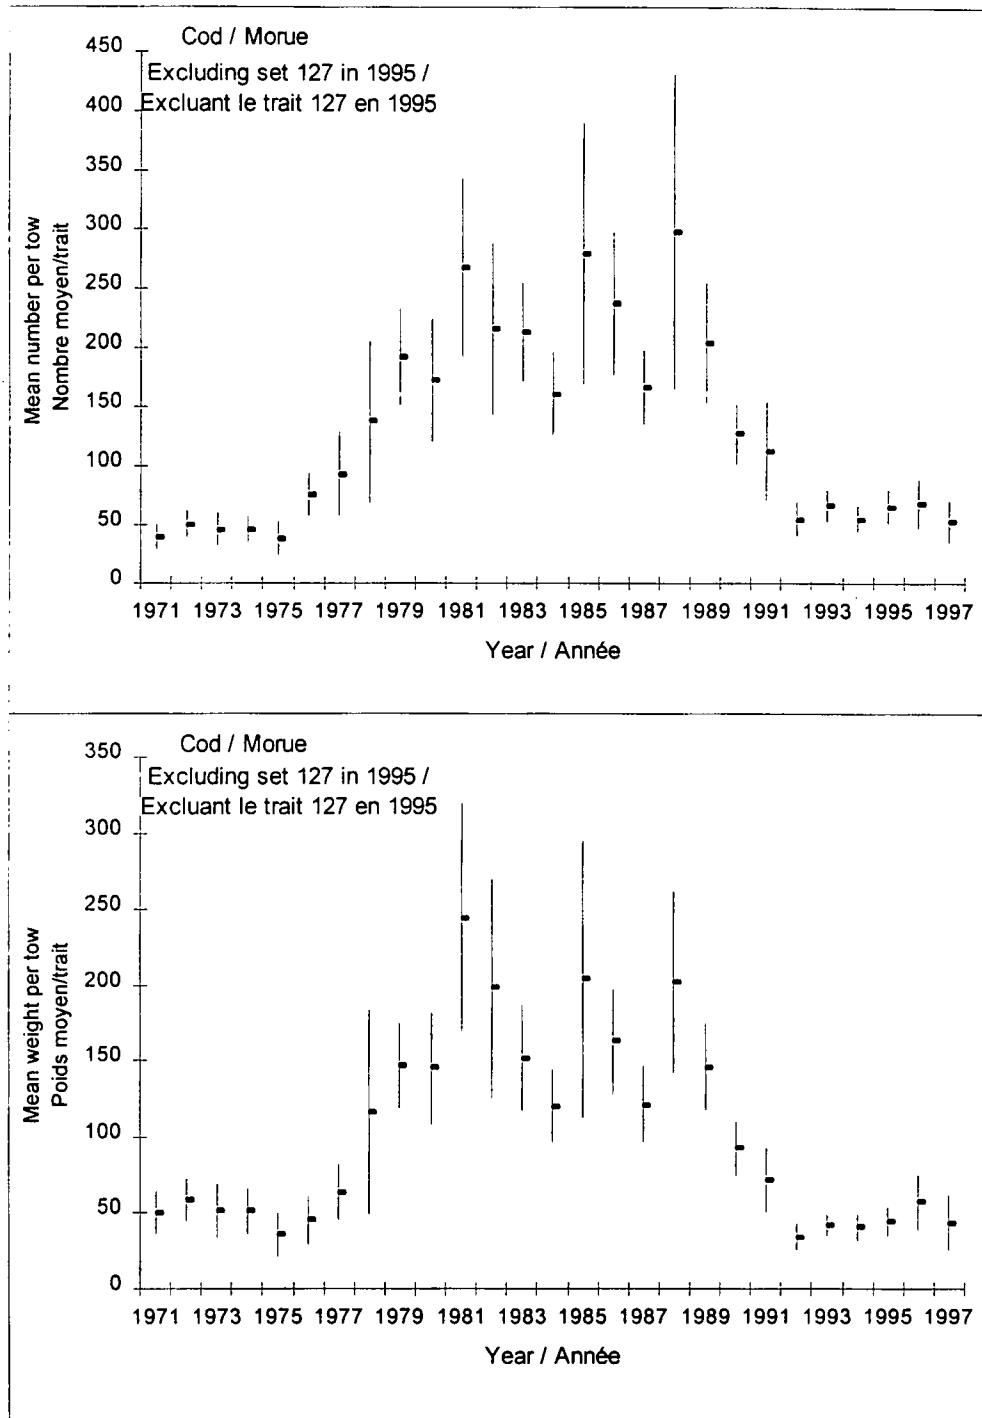 Cod / Morue
Excluding set 127 in 1995 /
Excluant le trait 127 en 1995
450
400
350
300
250
200
150
100
50
0
Mean number per tow
Nombre moyen/trait
1971 1973 1975 1977 1979 1981 1983 1985 1987 1989 1991 1993 1995 1997
Year / Année
Cod / Morue
Excluding set 127 in 1995 /
Excluant le trait 127 en 1995
350
300
250
200
150
100
50
0
Mean weight per tow
Poids moyen/trait
1971 1973 1975 1977 1979 1981 1983 1985 1987 1989 1991 1993 1995 1997
Year / Année